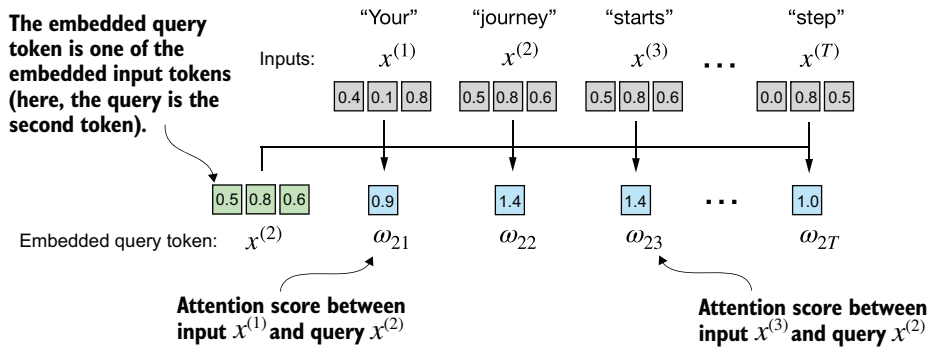 The embedded query
token is one of the
embedded input tokens
(here, the query is the
second token).
“Your” “journey” “starts” “step”
Inputs: x^(1) x^(2) x^(3) ... x^(T)
0.4 0.1 0.8 0.5 0.8 0.6 0.5 0.8 0.6 0.0 0.8 0.5
0.5 0.8 0.6 0.9 1.4 1.4 ... 1.0
Embedded query token: x^(2) ω_21 ω_22 ω_23 ω_2T
Attention score between
input x^(1) and query x^(2)
Attention score between
input x^(3) and query x^(2)